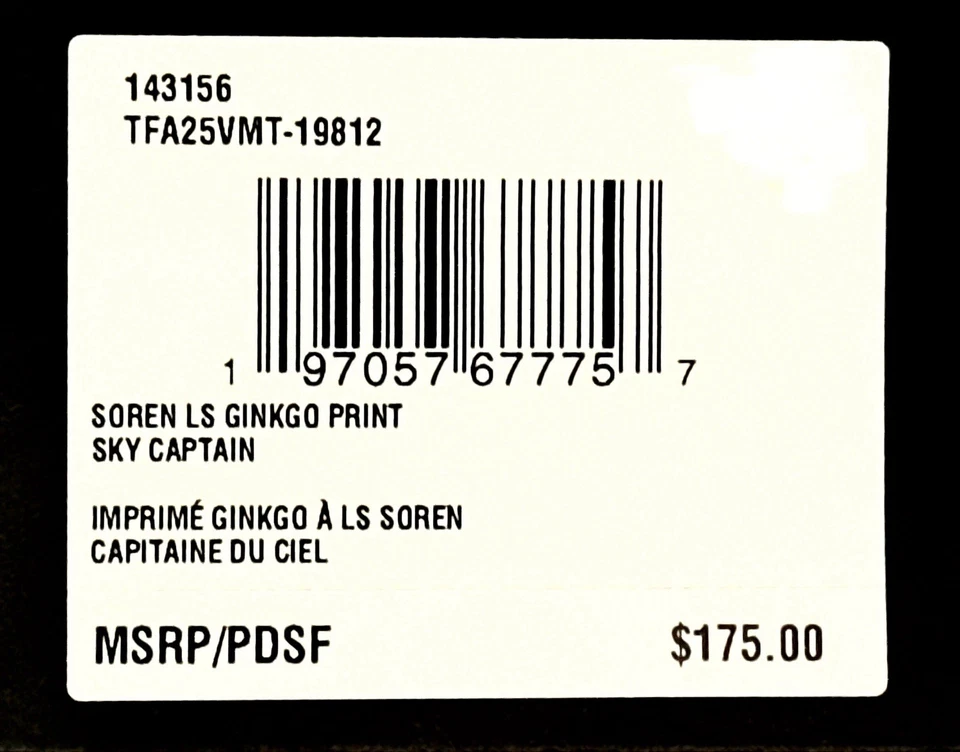 143156
TFA25VMT-19812
1 97057 67775 7
SOREN LS GINKGO PRINT
SKY CAPTAIN
IMPRIMÉ GINKGO À LS SOREN
CAPITAINE DU CIEL
MSRP/PDSF $175.00